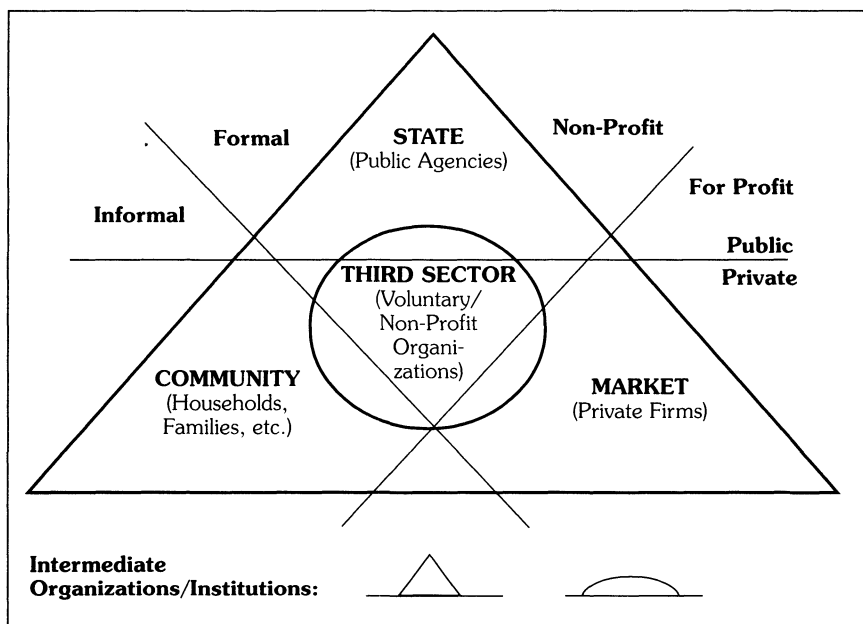 Formal
STATE
(Public Agencies)
Non-Profit
For Profit
Informal
Public
Private
THIRD SECTOR
(Voluntary/
Non-Profit
Organi-
zations)
COMMUNITY
(Households,
Families, etc.)
MARKET
(Private Firms)
Intermediate
Organizations/Institutions: